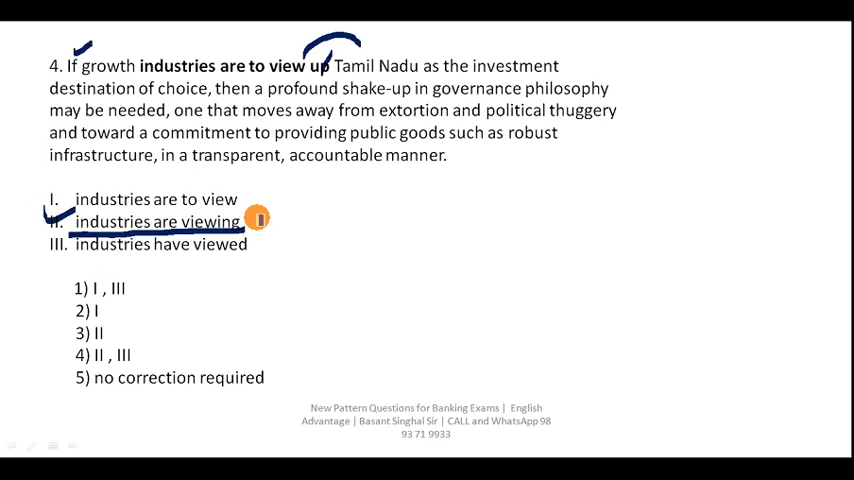 4. If growth industries are to view up Tamil Nadu as the investment
destination of choice, then a profound shake-up in governance philosophy
may be needed, one that moves away from extortion and political thuggery
and toward a commitment to providing public goods such as robust
infrastructure, in a transparent, accountable manner.
I. industries are to view
II. industries are viewing
III. industries have viewed
1) I , III
2) I
3) II
4) II , III
5) no correction required
New Pattern Questions for Banking Exams | English
Advantage | Basant Singhal Sir | CALL and WhatsApp 98
93 71 9933